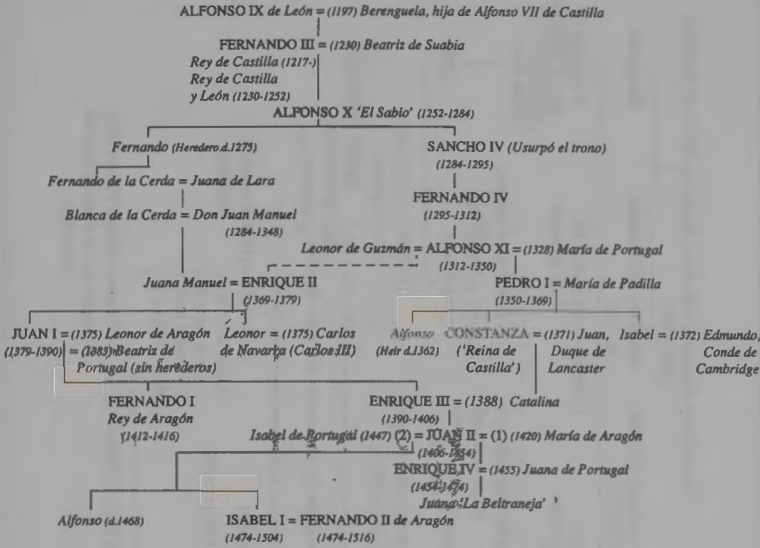 ALFONSO IX de León = (1197) Berenguela, hija de Alfonso VII de Castilla
FERNANDO III = (1230) Beatriz de Suabia
Rey de Castilla (1217-)
Rey de Castilla
y León (1230-1252)
ALFONSO X 'El Sabio' (1252-1284)
Fernando (Heredero.d.1275)
SANCHO IV (Usurpó el trono)
(1284-1295)
Fernando de la Cerda = Juana de Lara
FERNANDO IV
(1295-1312)
Blanca de la Cerda = Don Juan Manuel
(1284-1348)
Leonor de Guzmán = ALFONSO XI = (1328) María de Portugal
(1312-1350)
Juana Manuel = ENRIQUE II
(1369-1379)
PEDRO I = María de Padilla
(1350-1369)
JUAN I = (1375) Leonor de Aragón
(1379-1390) = (1383) Beatriz de
Portugal (sin herederos)
Leonor = (1375) Carlos
de Navarra (Carlos III)
Alfonso
(Heir d.1362)
CONSTANZA = (1371) Juan,
('Reina de Duque de
Castilla') Lancaster
Isabel = (1372) Edmundo,
Conde de
Cambridge
FERNANDO I
Rey de Aragón
(1412-1416)
ENRIQUE III = (1388) Catalina
(1390-1406)
Isabel de Portugal (1447) (2) = JUAN II = (1) (1420) María de Aragón
(1406-1454)
ENRIQUE IV = (1455) Juana de Portugal
(1454-1474)
Juana 'La Beltraneja'
Alfonso (d.1468)
ISABEL I = FERNANDO II de Aragón
(1474-1504) (1474-1516)